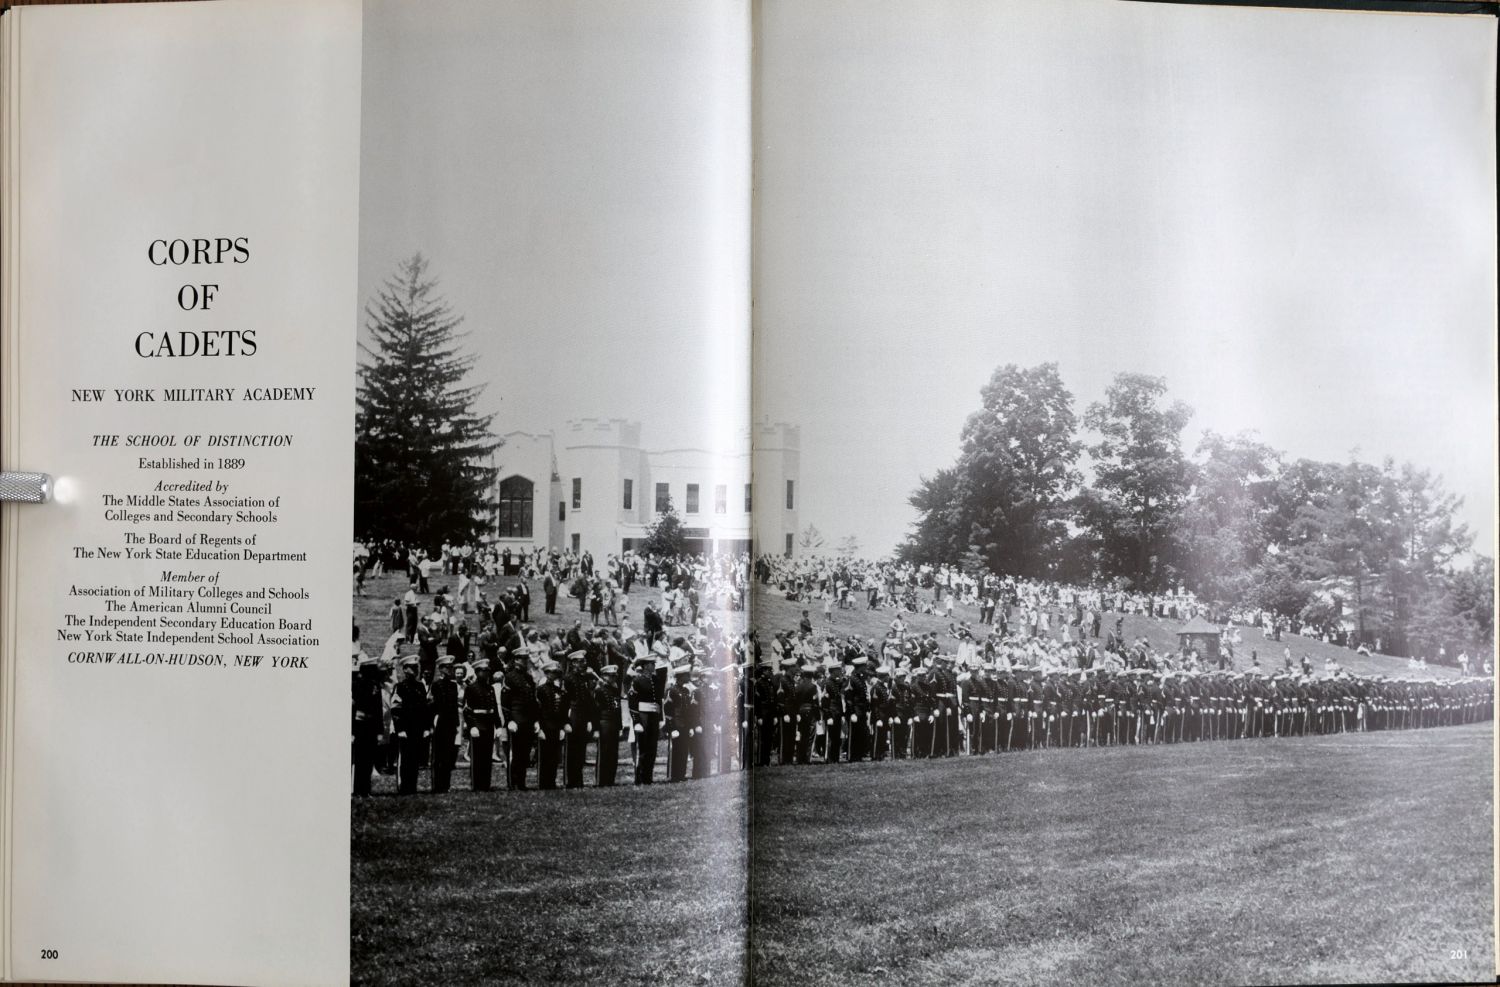 CORPS
OF
CADETS
NEW YORK MILITARY ACADEMY
THE SCHOOL OF DISTINCTION
Established in 1889
Accredited by
The Middle States Association of
Colleges and Secondary Schools
The Board of Regents of
The New York State Education Department
Member of
Association of Military Colleges and Schools
The American Alumni Council
The Independent Secondary Education Board
New York State Independent School Association
CORNWALL-ON-HUDSON, NEW YORK
200
201